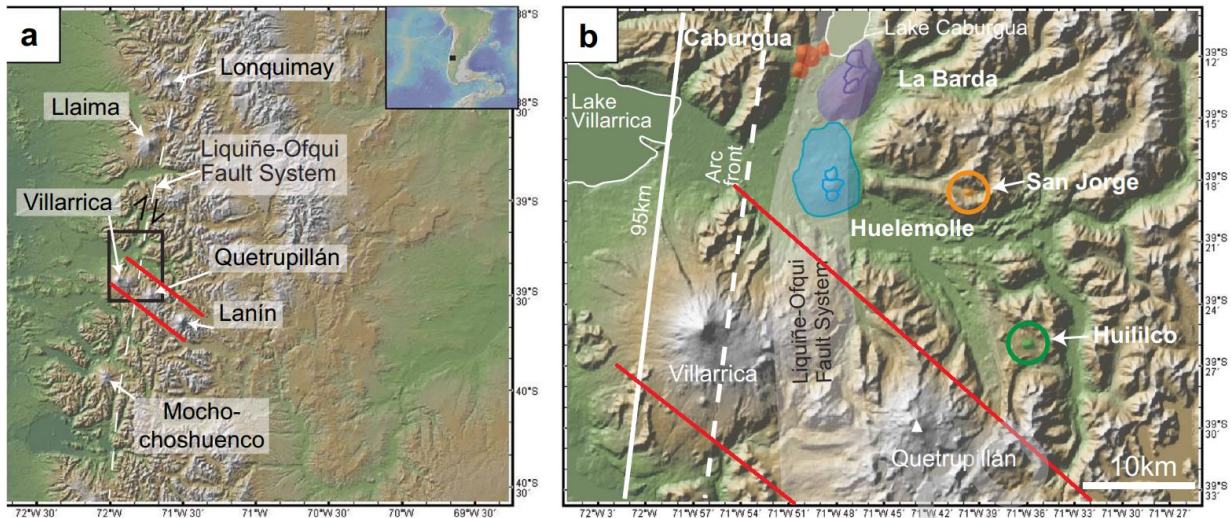 a
Lonquimay
Llaima
Liquiñe-Ofqui
Fault System
Villarrica
Quetrupillán
Lanín
Mocho-
choshuenco
38°S
38°S
30´
39°S
39°S
30´
40°S
40°S
30´
72°W 30´
72°W
71°W 30´
71°W
70°W 30´
70°W
69°W 30´
b
Caburgua
Lake Caburgua
La Barda
Lake
Villarrica
Arc
front
95km
San Jorge
Huelemolle
Liquiñe-Ofqui
Fault System
Huililco
Villarrica
Quetrupillán
10km
39°S
12´
39°S
15´
39°S
18´
39°S
21´
39°S
24´
39°S
27´
39°S
30´
39°S
33´
72°W 3´
72°W
71°W 57´
71°W 54´
71°W 51´
71°W 48´
71°W 45´
71°W 42´
71°W 39´
71°W 36´
71°W 33´
71°W 30´
71°W 27´